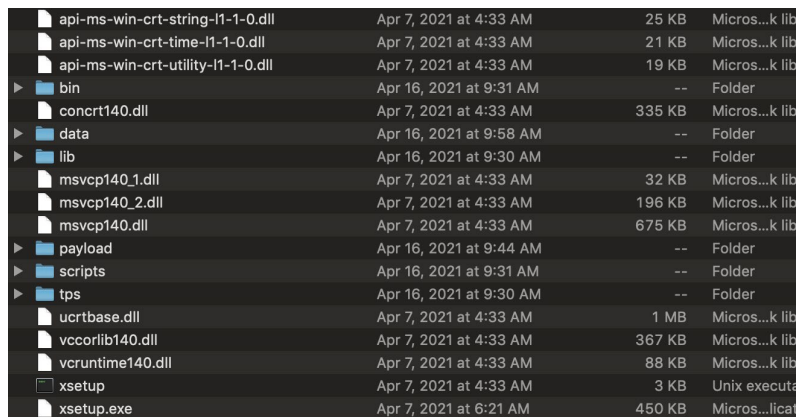 api-ms-win-crt-string-l1-1-0.dll Apr 7, 2021 at 4:33 AM 25 KB Micros...k lib
api-ms-win-crt-time-l1-1-0.dll Apr 7, 2021 at 4:33 AM 21 KB Micros...k lib
api-ms-win-crt-utility-l1-1-0.dll Apr 7, 2021 at 4:33 AM 19 KB Micros...k lib
bin Apr 16, 2021 at 9:31 AM -- Folder
concrt140.dll Apr 7, 2021 at 4:33 AM 335 KB Micros...k lib
data Apr 16, 2021 at 9:58 AM -- Folder
lib Apr 16, 2021 at 9:30 AM -- Folder
msvcp140_1.dll Apr 7, 2021 at 4:33 AM 32 KB Micros...k lib
msvcp140_2.dll Apr 7, 2021 at 4:33 AM 196 KB Micros...k lib
msvcp140.dll Apr 7, 2021 at 4:33 AM 675 KB Micros...k lib
payload Apr 16, 2021 at 9:44 AM -- Folder
scripts Apr 16, 2021 at 9:31 AM -- Folder
tps Apr 16, 2021 at 9:30 AM -- Folder
ucrtbase.dll Apr 7, 2021 at 4:33 AM 1 MB Micros...k lib
vccorlib140.dll Apr 7, 2021 at 4:33 AM 367 KB Micros...k lib
vcruntime140.dll Apr 7, 2021 at 4:33 AM 88 KB Micros...k lib
xsetup Apr 7, 2021 at 4:33 AM 3 KB Unix executa
xsetup.exe Apr 7, 2021 at 6:21 AM 450 KB Micros...licat